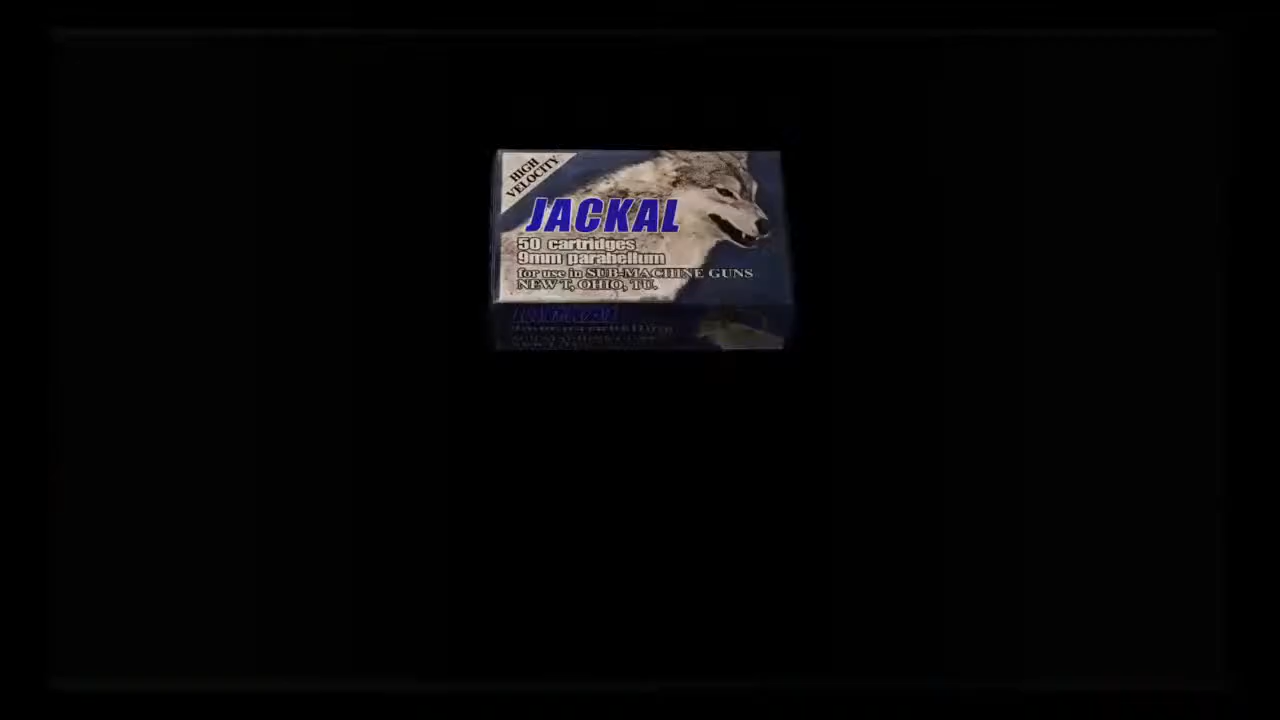 HIGH
VELOCITY
JACKAL
50 cartridges
9mm parabellum
for use in SUB-MACHINE GUNS
NEW T, OHIO, TU.